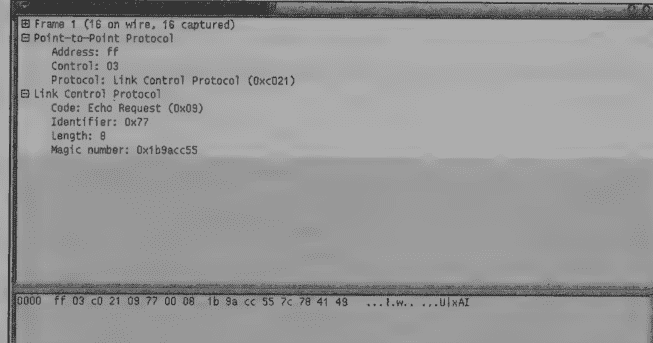 Frame 1 (16 on wire, 16 captured)
Point-to-Point Protocol
Address: ff
Control: 03
Protocol: Link Control Protocol (0xc021)
Link Control Protocol
Code: Echo Request (0x09)
Identifier: 0x77
Length: 8
Magic number: 0x1b9acc55
0000 ff 03 c0 21 09 77 00 08 1b 9a cc 55 7c 78 41 49 ...!.w.. ...U|xAI